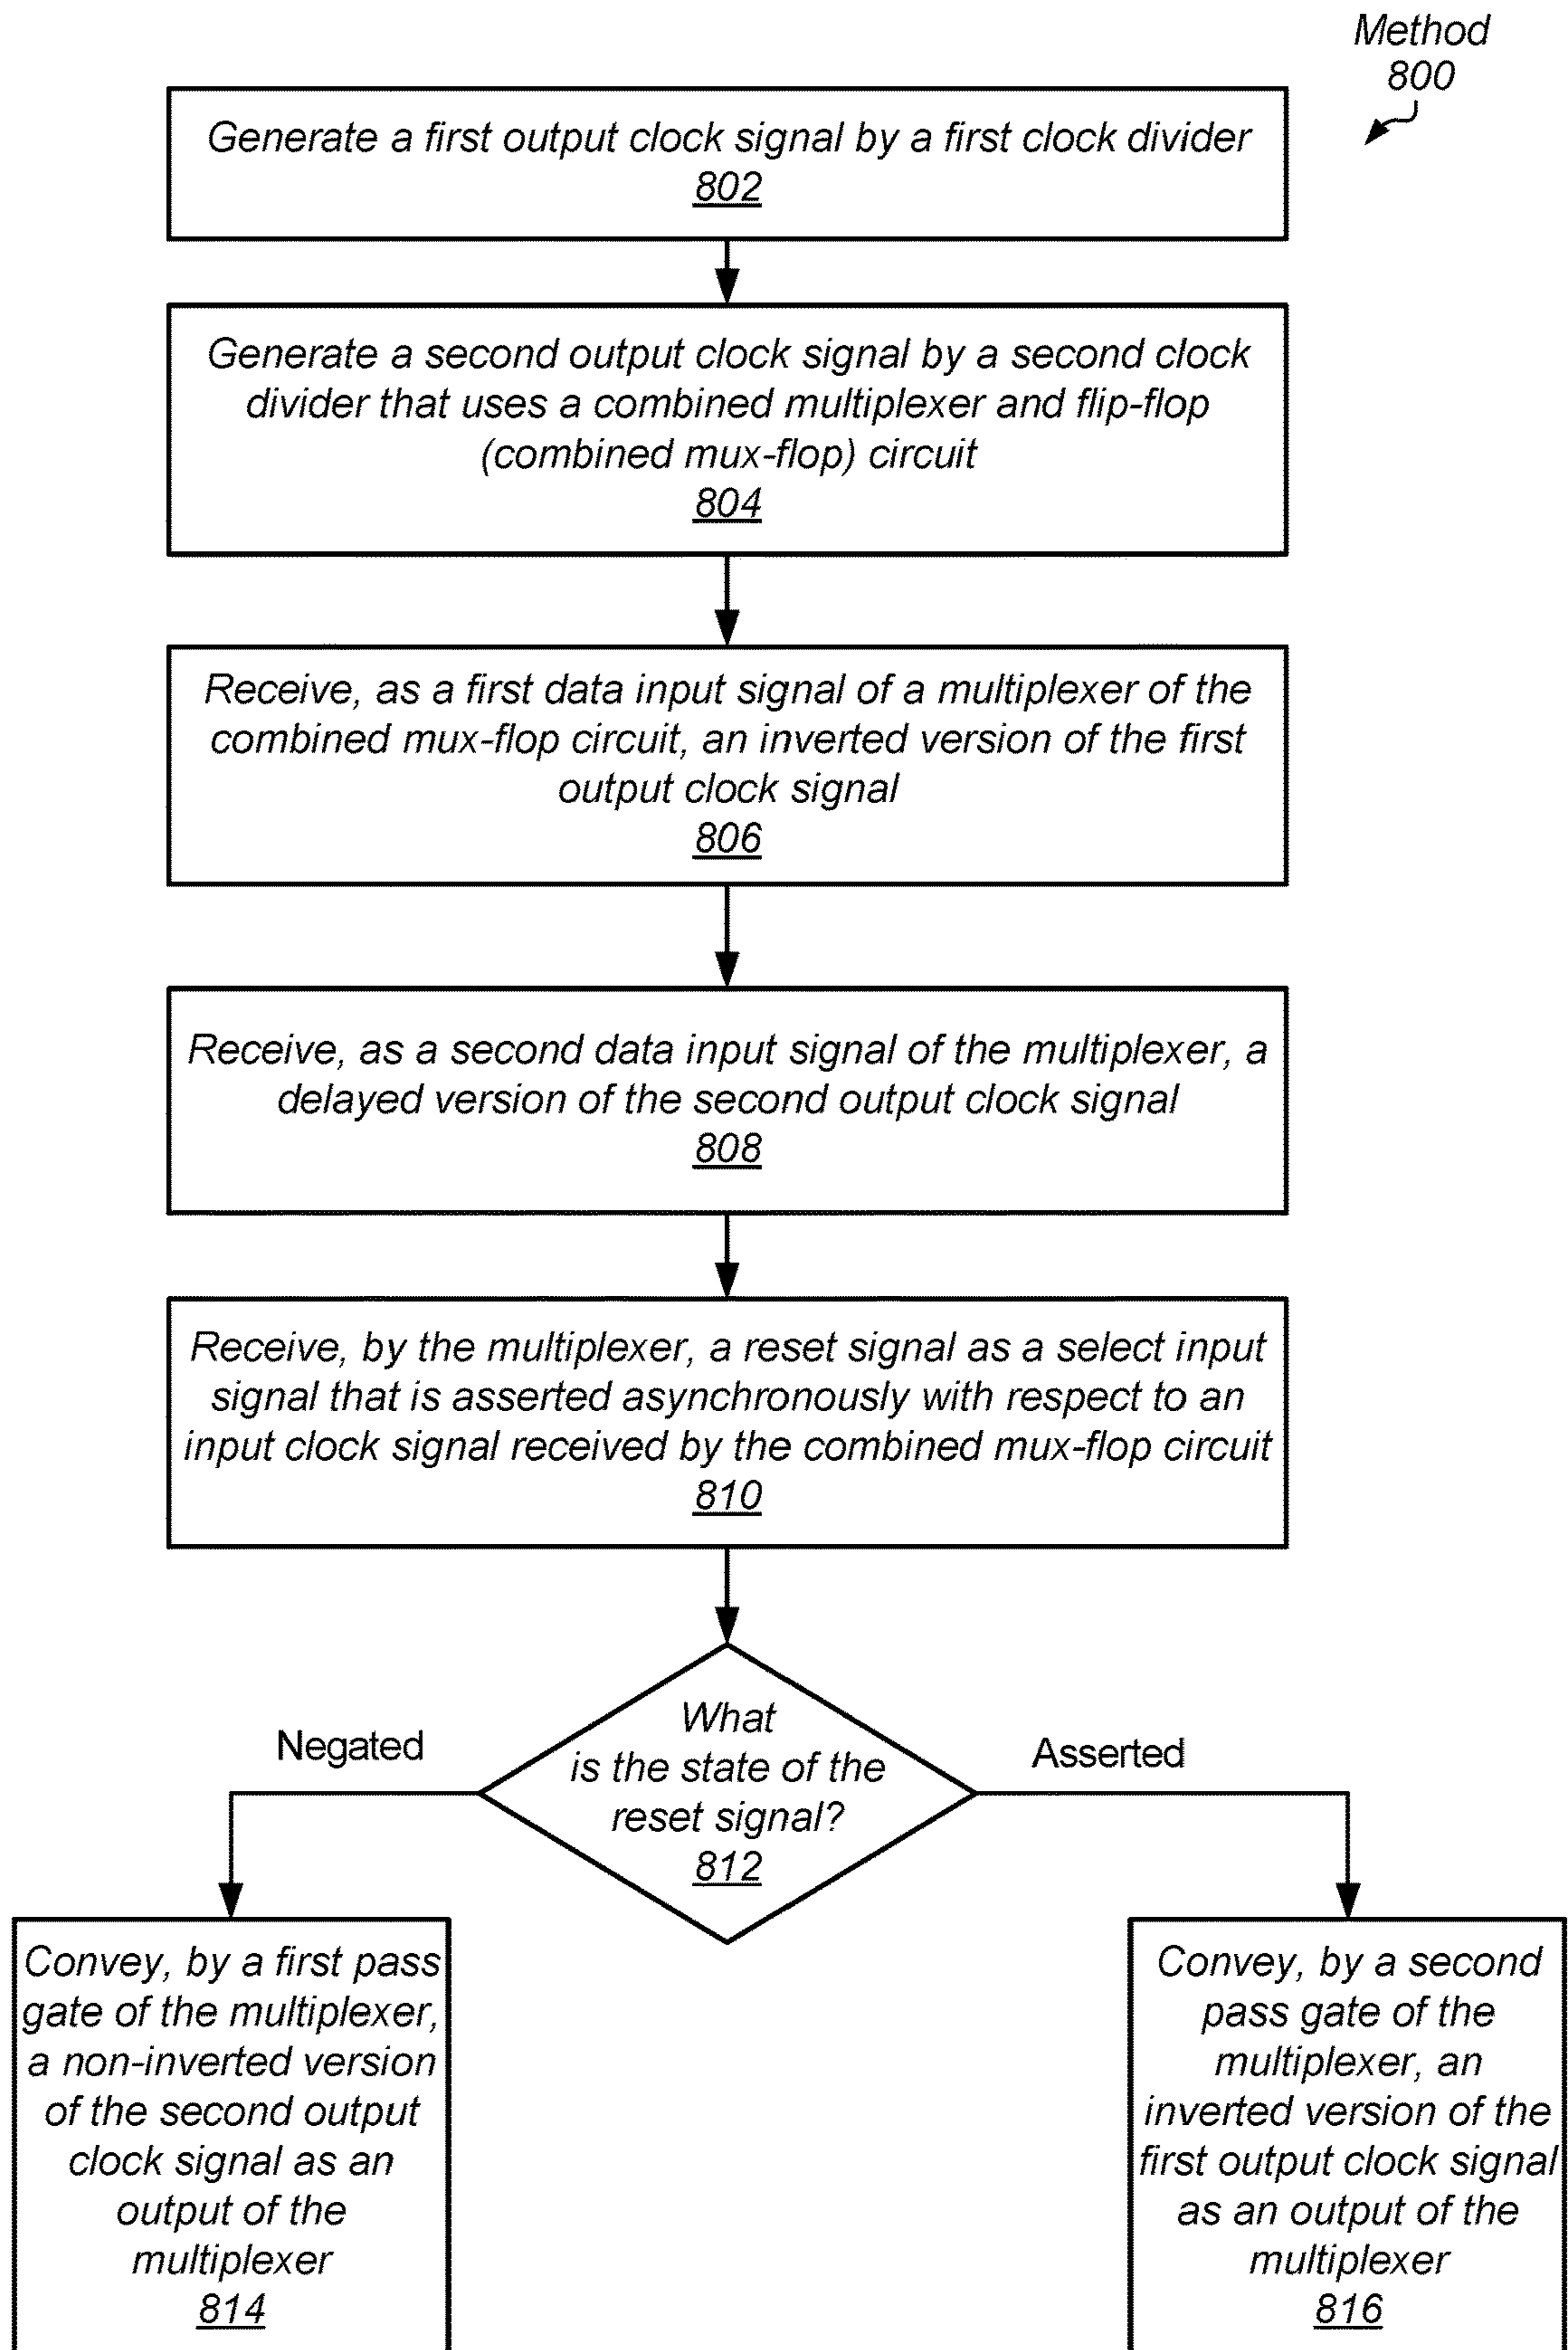 Method
800
Generate a first output clock signal by a first clock divider
802
Generate a second output clock signal by a second clock
divider that uses a combined multiplexer and flip-flop
(combined mux-flop) circuit
804
Receive, as a first data input signal of a multiplexer of the
combined mux-flop circuit, an inverted version of the first
output clock signal
806
Receive, as a second data input signal of the multiplexer, a
delayed version of the second output clock signal
808
Receive, by the multiplexer, a reset signal as a select input
signal that is asserted asynchronously with respect to an
input clock signal received by the combined mux-flop circuit
810
What
is the state of the
reset signal?
812
Negated
Asserted
Convey, by a first pass
gate of the multiplexer,
a non-inverted version
of the second output
clock signal as an
output of the
multiplexer
814
Convey, by a second
pass gate of the
multiplexer, an
inverted version of the
first output clock signal
as an output of the
multiplexer
816